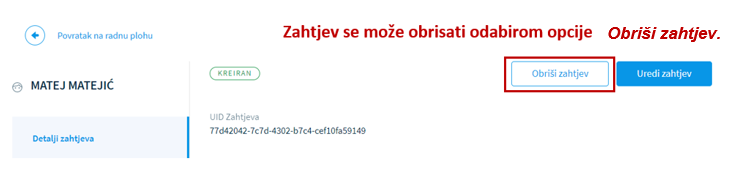 Zahtjev se može obrisati odabirom opcije Obriši zahtjev.
Povratak na radnu plohu
MATEJ MATEJIĆ
KREIRAN
Obriši zahtjev
Uredi zahtjev
UID Zahtjeva
77d42042-7c7d-4302-b7c4-cef10fa59149
Detalji zahtjeva